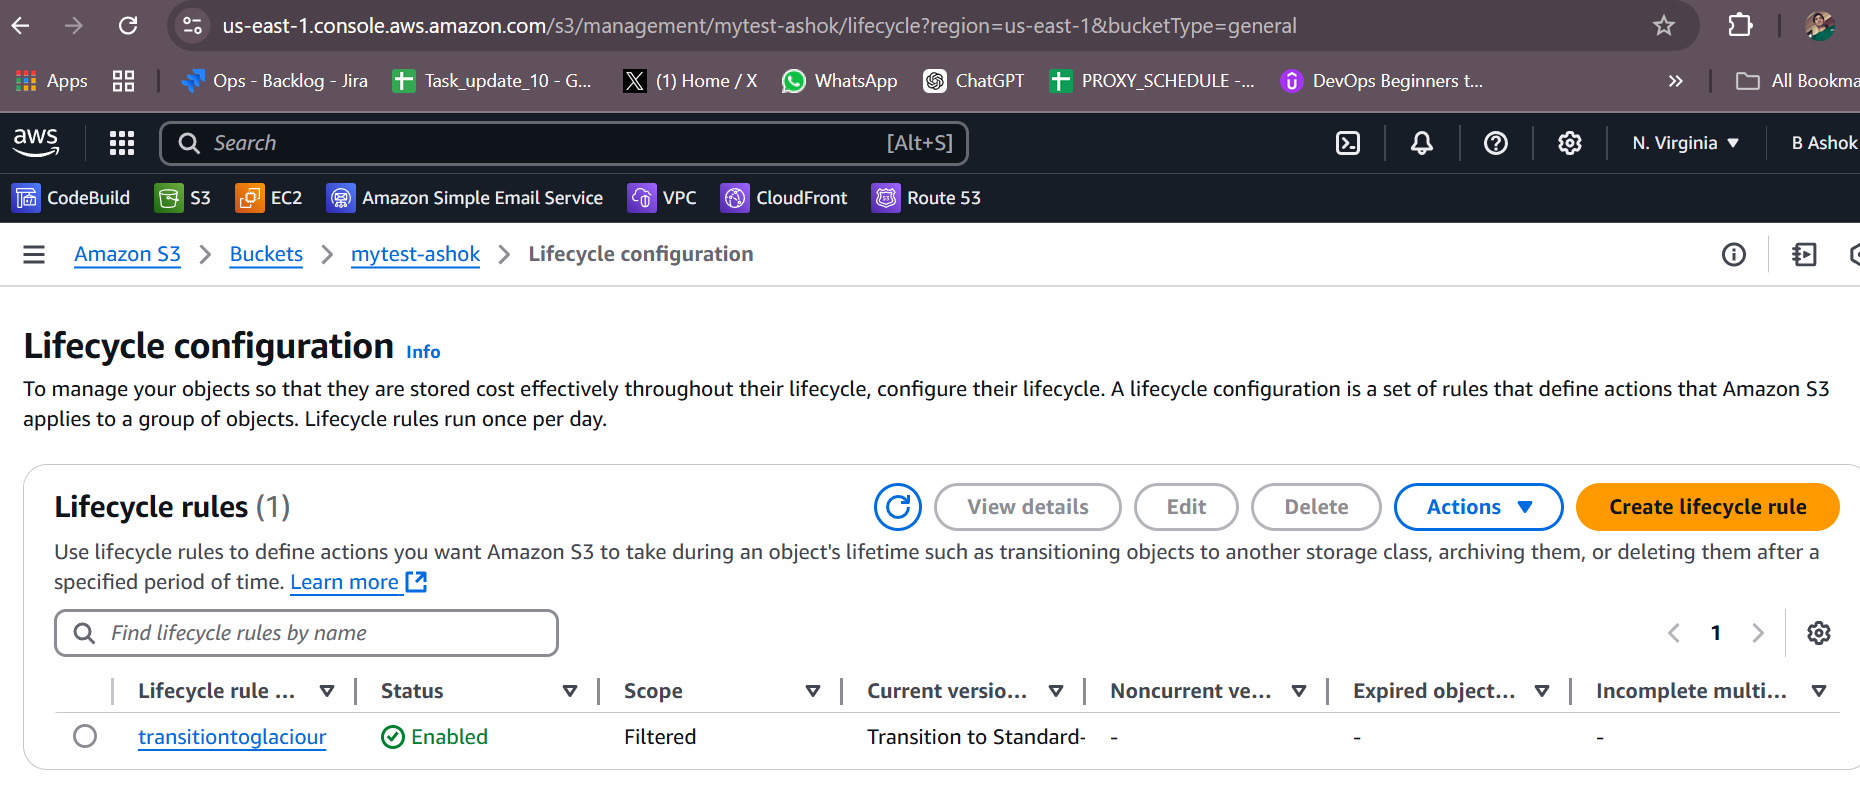 us-east-1.console.aws.amazon.com/s3/management/mytest-ashok/lifecycle?region=us-east-1&bucketType=general
Apps Ops - Backlog - Jira Task_update_10 - G... (1) Home / X WhatsApp ChatGPT PROXY_SCHEDULE -... DevOps Beginners t... » All Bookma
aws Search [Alt+S] N. Virginia B Ashok
CodeBuild S3 EC2 Amazon Simple Email Service VPC CloudFront Route 53
Amazon S3 > Buckets > mytest-ashok > Lifecycle configuration
Lifecycle configuration Info
To manage your objects so that they are stored cost effectively throughout their lifecycle, configure their lifecycle. A lifecycle configuration is a set of rules that define actions that Amazon S3
applies to a group of objects. Lifecycle rules run once per day.
Lifecycle rules (1) View details Edit Delete Actions Create lifecycle rule
Use lifecycle rules to define actions you want Amazon S3 to take during an object's lifetime such as transitioning objects to another storage class, archiving them, or deleting them after a
specified period of time. Learn more
Find lifecycle rules by name 1
Lifecycle rule ... Status Scope Current versio... Noncurrent ve... Expired object... Incomplete multi...
transitiontoglaciour Enabled Filtered Transition to Standard- - - -